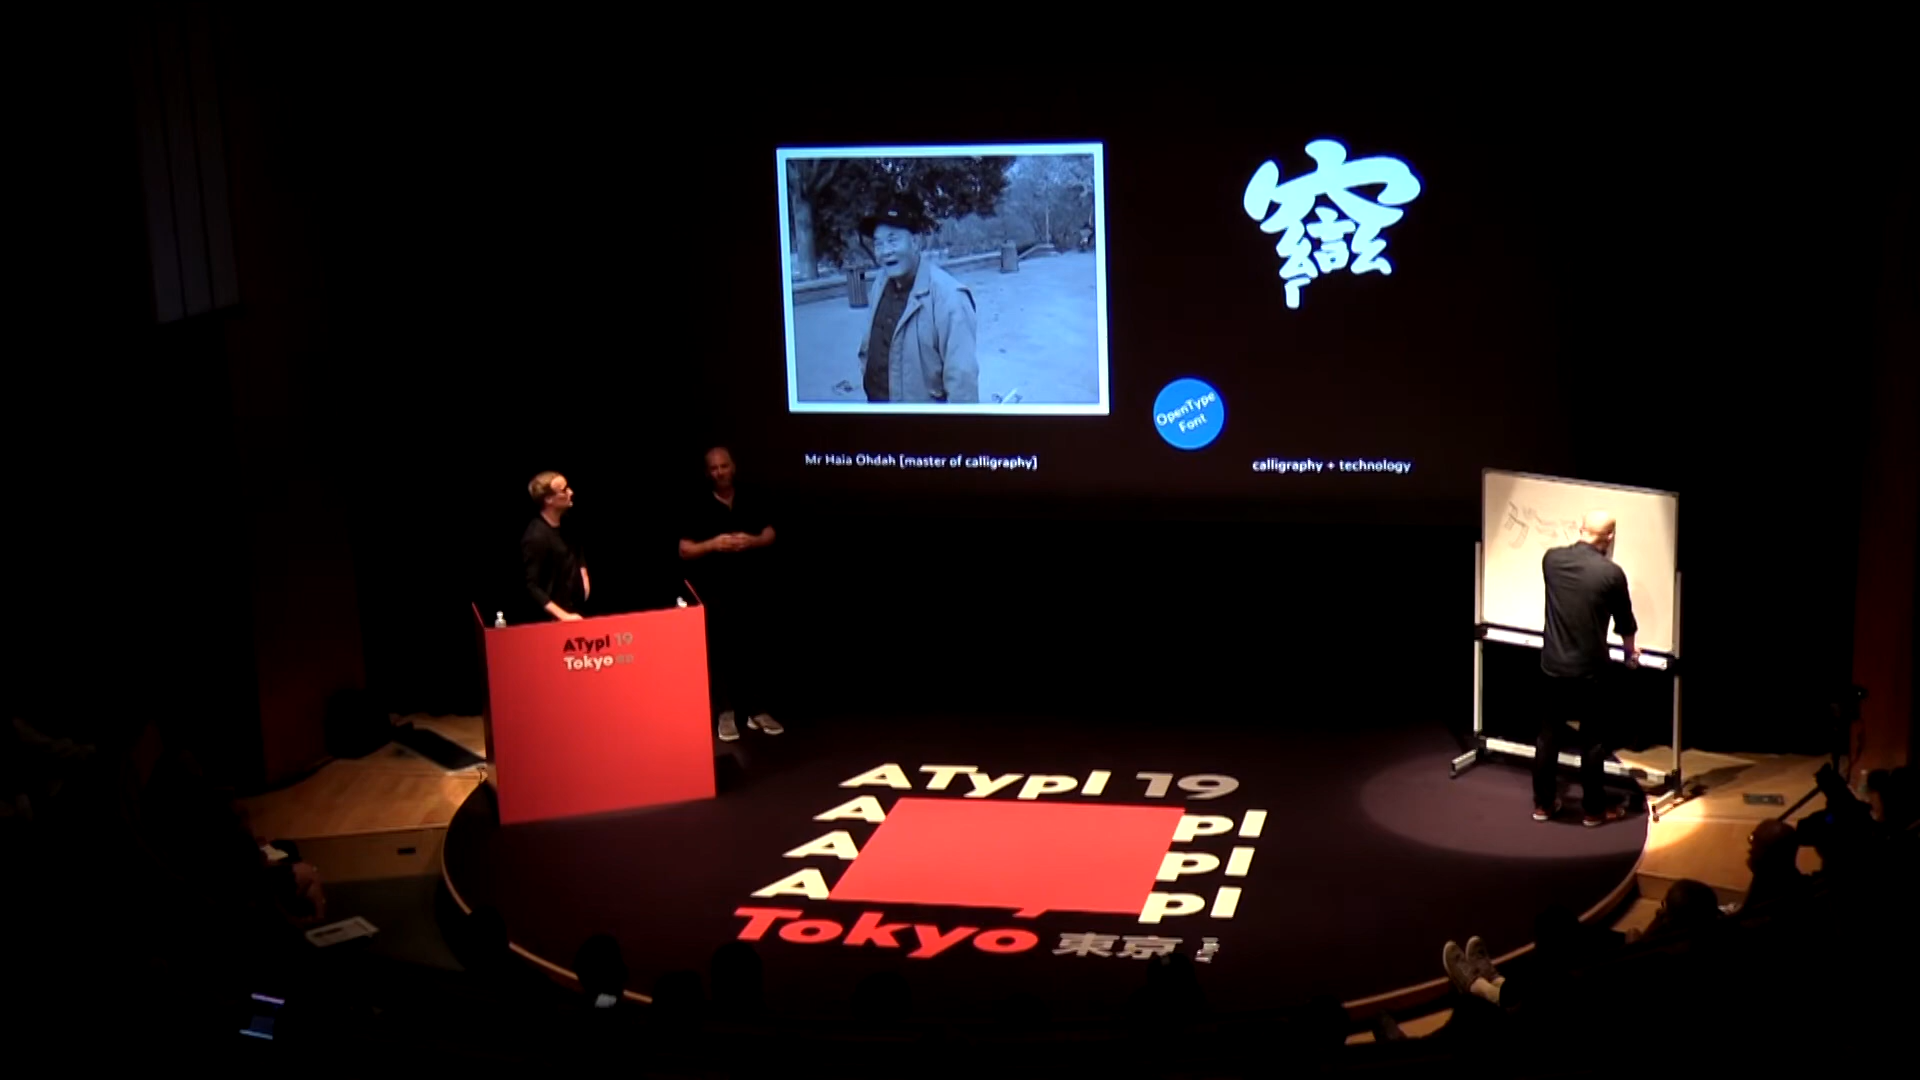 OpenType
Font
Mr Haia Ohdah [master of calligraphy]
calligraphy + technology
ATypI 19
Tokyo
ATypI 19
A pI
A pI
A pI
Tokyo 東京